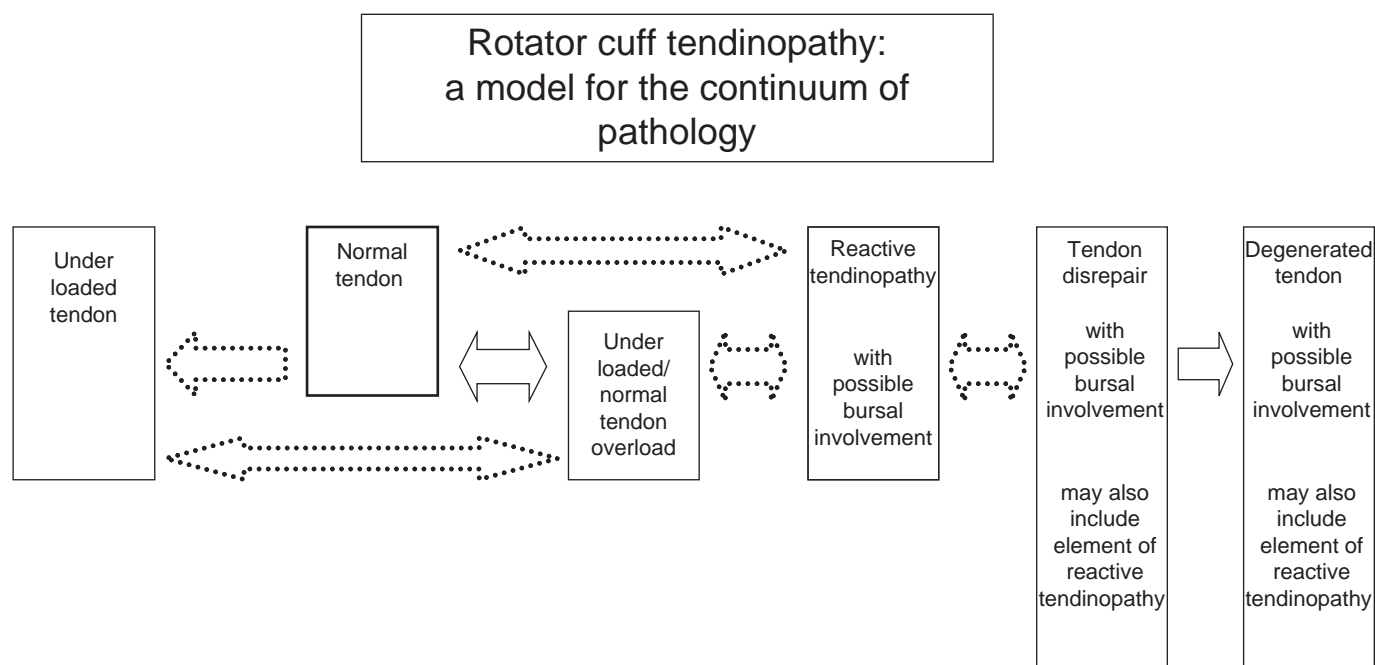 Rotator cuff tendinopathy:
a model for the continuum of
pathology
Under
loaded
tendon
Normal
tendon
Under
loaded/
normal
tendon
overload
Reactive
tendinopathy
with
possible
bursal
involvement
Tendon
disrepair
with
possible
bursal
involvement
may also
include
element of
reactive
tendinopathy
Degenerated
tendon
with
possible
bursal
involvement
may also
include
element of
reactive
tendinopathy